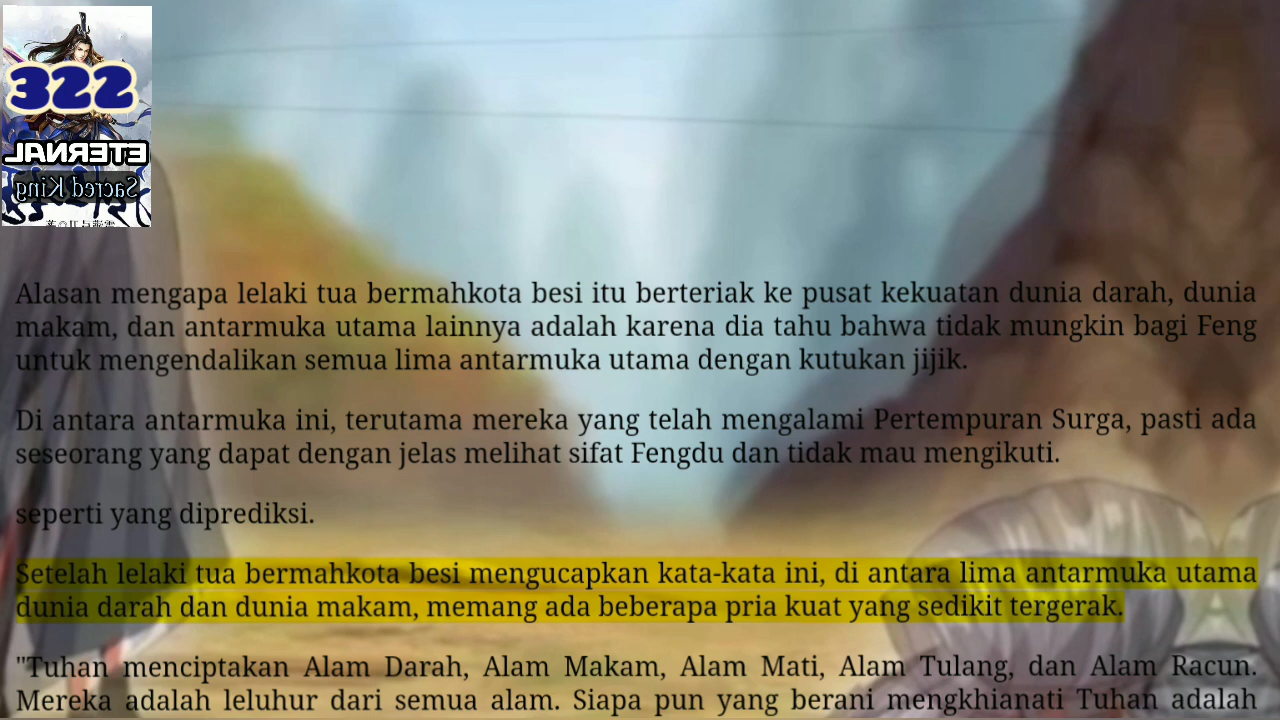 322
ETERNAL
Sacred King
Alasan mengapa lelaki tua bermahkota besi itu berteriak ke pusat kekuatan dunia darah, dunia
makam, dan antarmuka utama lainnya adalah karena dia tahu bahwa tidak mungkin bagi Feng
untuk mengendalikan semua lima antarmuka utama dengan kutukan jijik.
Di antara antarmuka ini, terutama mereka yang telah mengalami Pertempuran Surga, pasti ada
seseorang yang dapat dengan jelas melihat sifat Fengdu dan tidak mau mengikuti.
seperti yang diprediksi.
Setelah lelaki tua bermahkota besi mengucapkan kata-kata ini, di antara lima antarmuka utama
dunia darah dan dunia makam, memang ada beberapa pria kuat yang sedikit tergerak.
"Tuhan menciptakan Alam Darah, Alam Makam, Alam Mati, Alam Tulang, dan Alam Racun.
Mereka adalah leluhur dari semua alam. Siapa pun yang berani mengkhianati Tuhan adalah